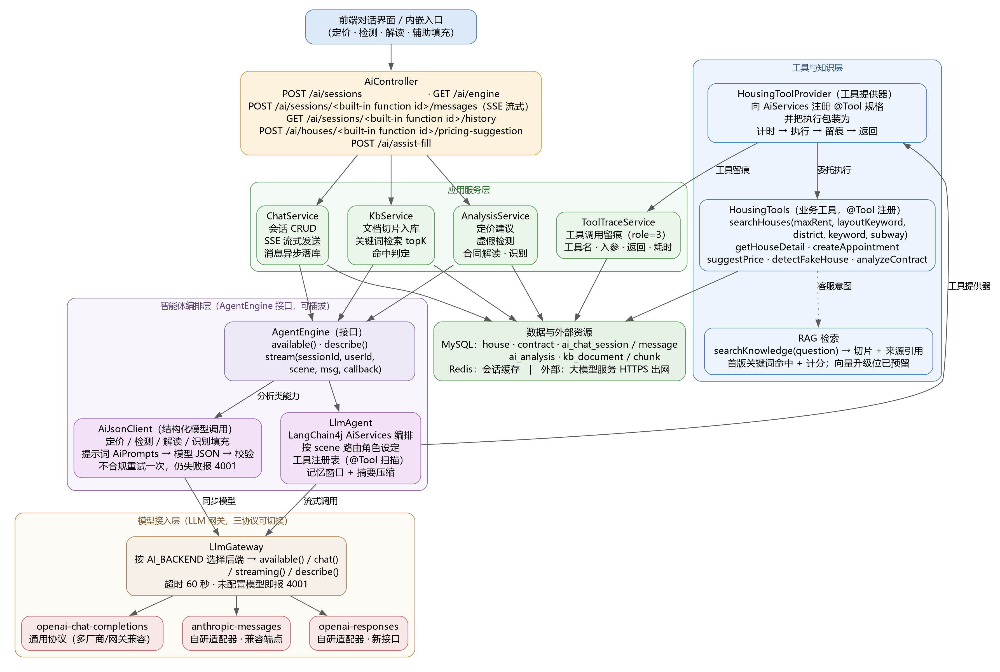 前端对话界面 / 内嵌入口
（定价 · 检测 · 解读 · 辅助填充）
AiController
POST /ai/sessions · GET /ai/engine
POST /ai/sessions/<built-in function id>/messages（SSE 流式）
GET /ai/sessions/<built-in function id>/history
POST /ai/houses/<built-in function id>/pricing-suggestion
POST /ai/assist-fill
工具与知识层
HousingToolProvider（工具提供器）
向 AiServices 注册 @Tool 规格
并把执行包装为
计时 → 执行 → 留痕 → 返回
工具留痕
委托执行
应用服务层
ChatService
会话 CRUD
SSE 流式发送
消息异步落库
KbService
文档切片入库
关键词检索 topK
命中判定
AnalysisService
定价建议
虚假检测
合同解读 · 识别
ToolTraceService
工具调用留痕（role=3）
工具名 · 入参 · 返回 · 耗时
HousingTools（业务工具，@Tool 注册）
searchHouses(maxRent, layoutKeyword,
district, keyword, subway)
getHouseDetail · createAppointment
suggestPrice · detectFakeHouse · analyzeContract
客服意图
工具提供器
智能体编排层（AgentEngine 接口，可插拔）
AgentEngine（接口）
available() · describe()
stream(sessionId, userId,
scene, msg, callback)
数据与外部资源
MySQL：house · contract · ai_chat_session / message
ai_analysis · kb_document / chunk
Redis：会话缓存 | 外部：大模型服务 HTTPS 出网
RAG 检索
searchKnowledge(question) → 切片 + 来源引用
首版关键词命中 + 计分；向量升级位已预留
分析类能力
AiJsonClient（结构化模型调用）
定价 / 检测 / 解读 / 识别填充
提示词 AiPrompts → 模型 JSON → 校验
不合规重试一次，仍失败报 4001
LlmAgent
LangChain4j AiServices 编排
按 scene 路由角色设定
工具注册表（@Tool 扫描）
记忆窗口 + 摘要压缩
同步模型
流式调用
模型接入层（LLM 网关，三协议可切换）
LlmGateway
按 AI_BACKEND 选择后端 → available() / chat()
/ streaming() / describe()
超时 60 秒 · 未配置模型即报 4001
openai-chat-completions
通用协议（多厂商/网关兼容）
anthropic-messages
自研适配器 · 兼容端点
openai-responses
自研适配器 · 新接口